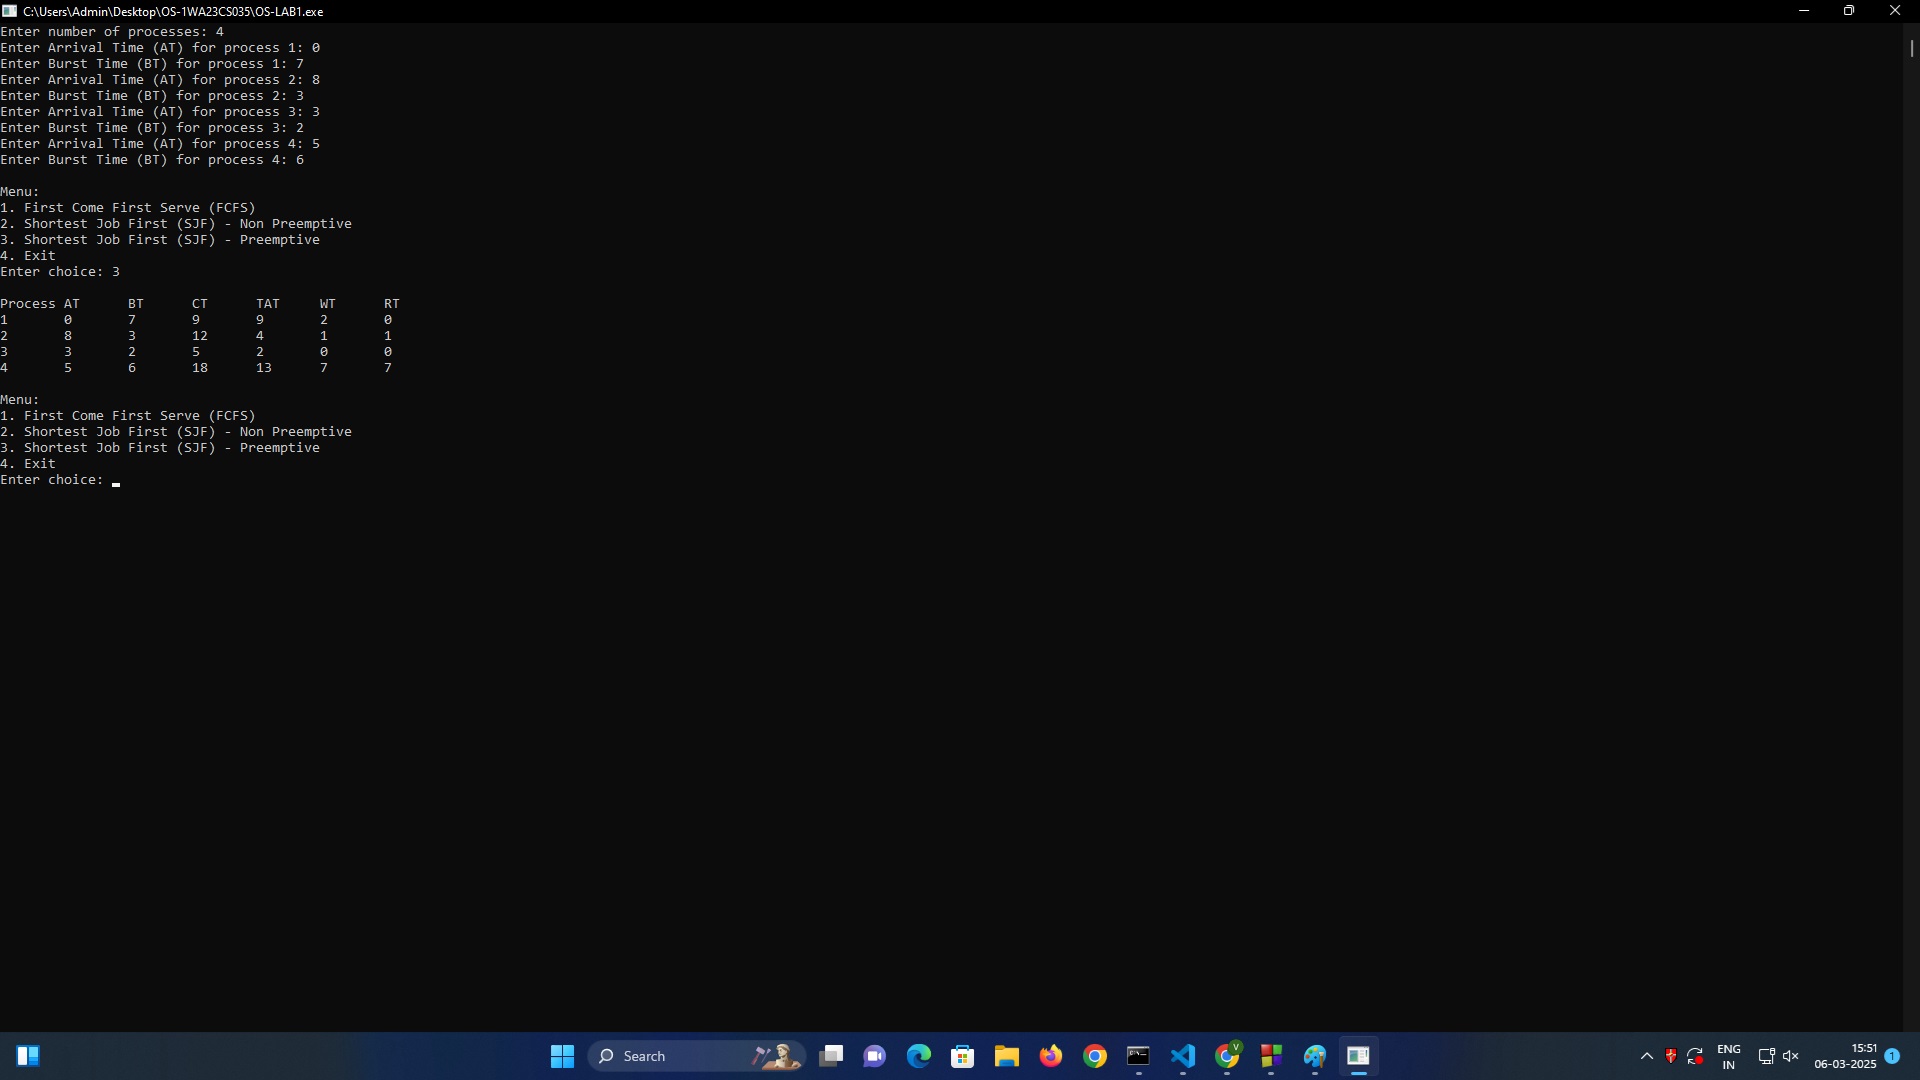 C:\Users\Admin\Desktop\OS-1WA23CS035\OS-LAB1.exe
Enter number of processes: 4
Enter Arrival Time (AT) for process 1: 0
Enter Burst Time (BT) for process 1: 7
Enter Arrival Time (AT) for process 2: 8
Enter Burst Time (BT) for process 2: 3
Enter Arrival Time (AT) for process 3: 3
Enter Burst Time (BT) for process 3: 2
Enter Arrival Time (AT) for process 4: 5
Enter Burst Time (BT) for process 4: 6
Menu:
1. First Come First Serve (FCFS)
2. Shortest Job First (SJF) - Non Preemptive
3. Shortest Job First (SJF) - Preemptive
4. Exit
Enter choice: 3
Process AT BT CT TAT WT RT
1 0 7 9 9 2 0
2 8 3 12 4 1 1
3 3 2 5 2 0 0
4 5 6 18 13 7 7
Menu:
1. First Come First Serve (FCFS)
2. Shortest Job First (SJF) - Non Preemptive
3. Shortest Job First (SJF) - Preemptive
4. Exit
Enter choice:
Search
V
ENG
IN
15:51
06-03-2025
1